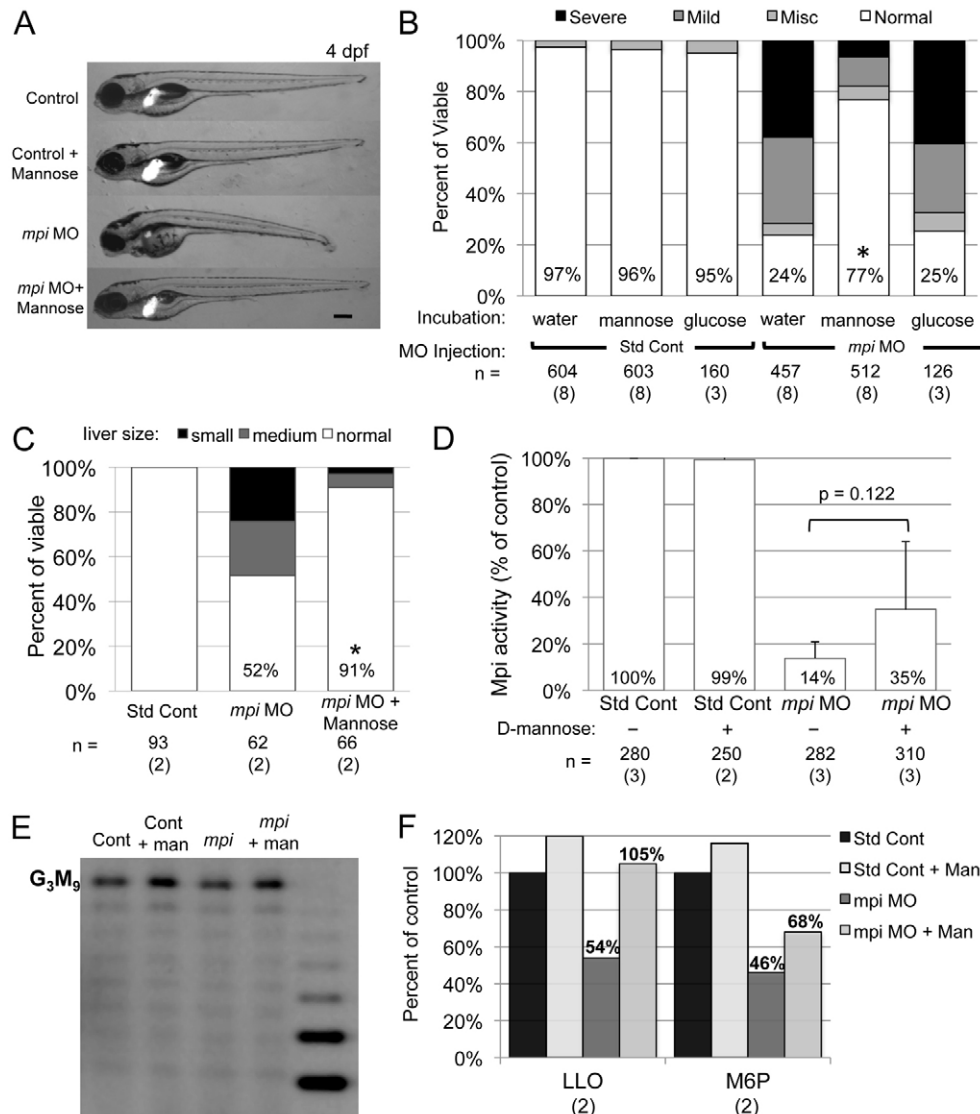 A
4 dpf
Control
Control +
Mannose
mpi MO
mpi MO+
Mannose
B
Severe Mild Misc Normal
Percent of Viable
100%
80%
60%
40%
20%
0%
97% 96% 95% 24% 77% 25%
*
Incubation: water mannose glucose water mannose glucose
MO Injection: Std Cont mpi MO
n = 604 603 160 457 512 126
(8) (8) (3) (8) (8) (3)
C
liver size: small medium normal
Percent of viable
100%
80%
60%
40%
20%
0%
*
52% 91%
Std Cont mpi MO mpi MO +
Mannose
n = 93 62 66
(2) (2) (2)
D
Mpi activity (% of control)
100%
80%
60%
40%
20%
0%
p = 0.122
100% 99% 14% 35%
Std Cont Std Cont mpi MO mpi MO
D-mannose: – + – +
n = 280 250 282 310
(3) (2) (3) (3)
E
Cont Cont
+ man mpi mpi
+ man
G₃M₉
F
Percent of control
120%
100%
80%
60%
40%
20%
0%
54% 105% 46% 68%
LLO M6P
(2) (2)
Std Cont
Std Cont + Man
mpi MO
mpi MO + Man